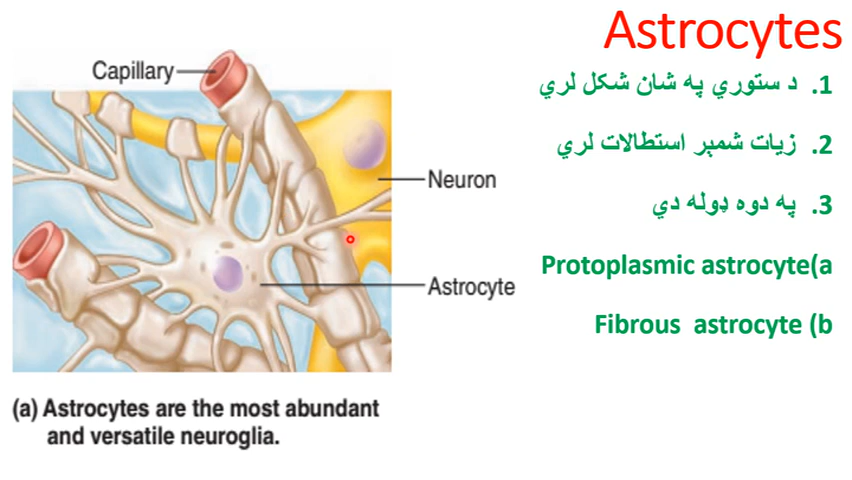 Astrocytes
1. د ستوري په شان شکل لري
2. زیات شمېر استطالات لري
3. په دوه ډوله دي
Protoplasmic astrocyte(a
Fibrous astrocyte (b
Capillary
Neuron
Astrocyte
(a) Astrocytes are the most abundant
and versatile neuroglia.